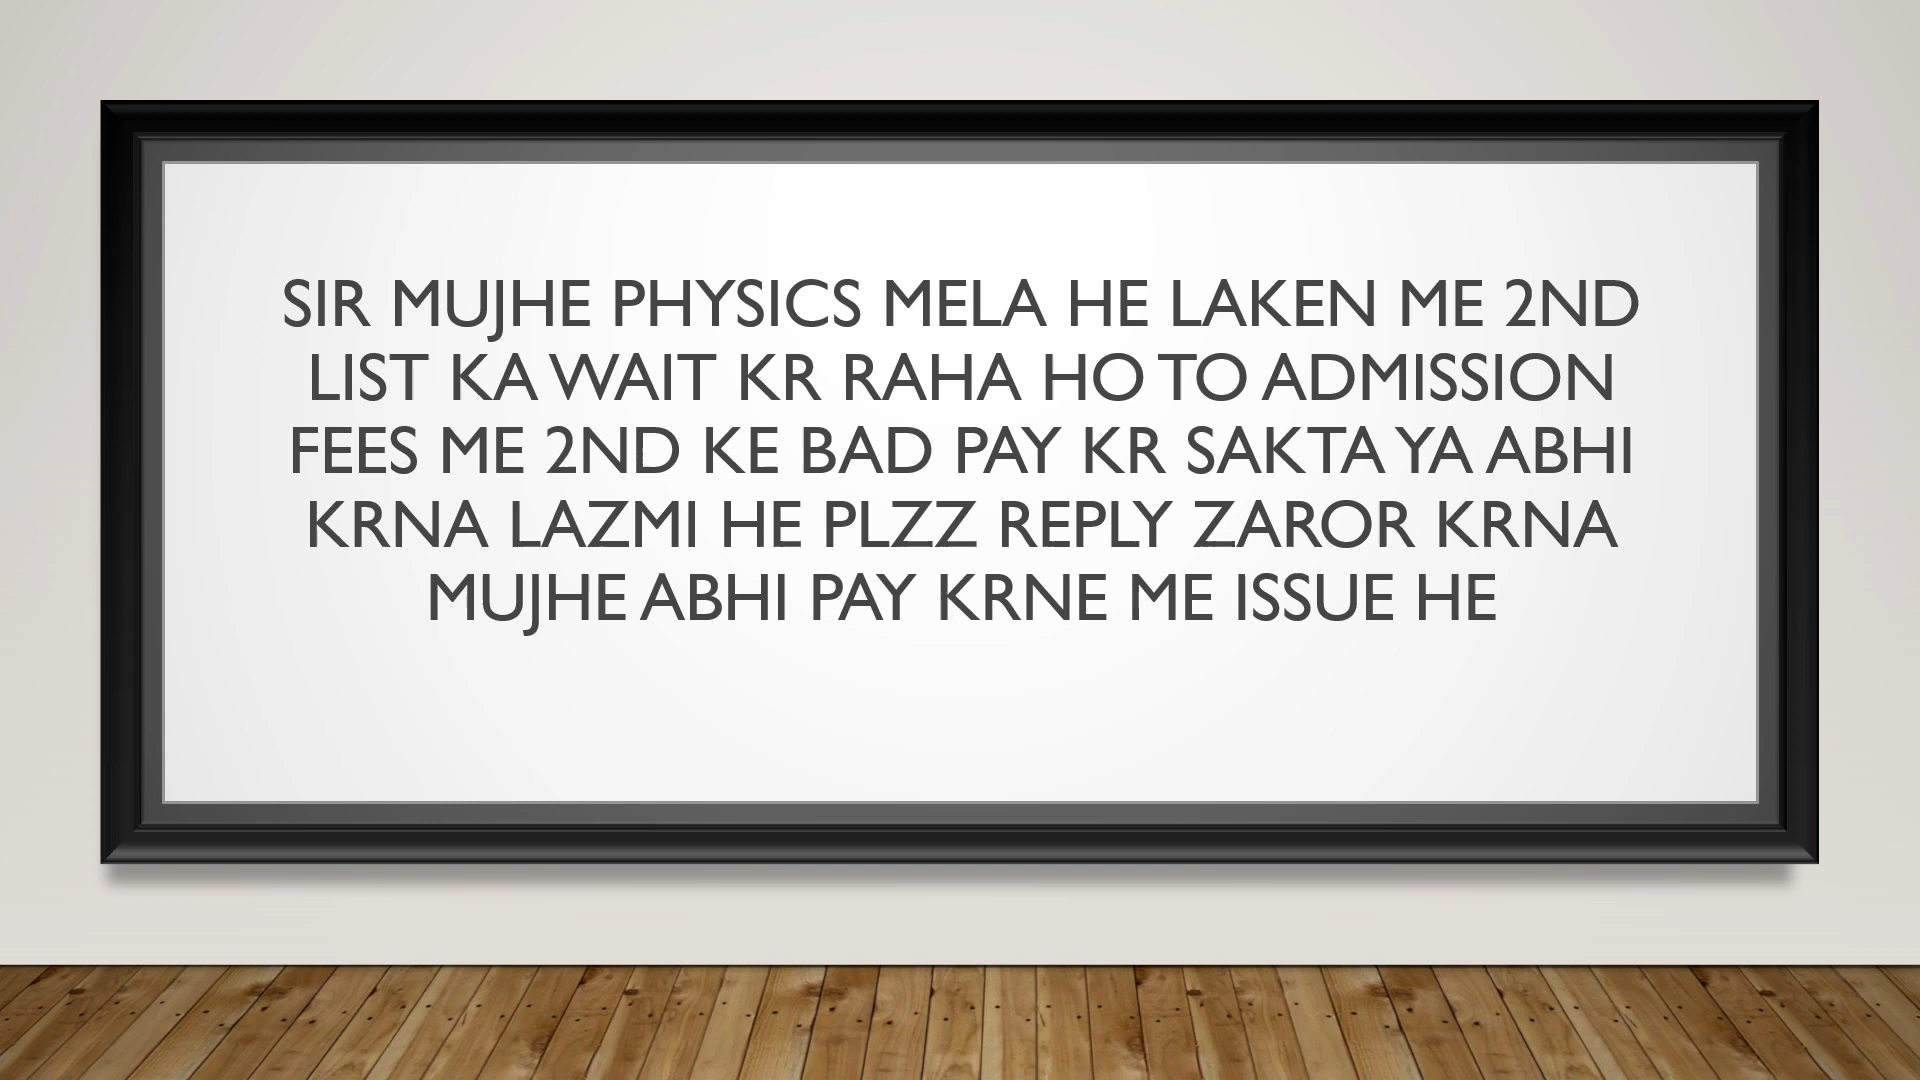 SIR MUJHE PHYSICS MELA HE LAKEN ME 2ND
LIST KA WAIT KR RAHA HO TO ADMISSION
FEES ME 2ND KE BAD PAY KR SAKTA YA ABHI
KRNA LAZMI HE PLZZ REPLY ZAROR KRNA
MUJHE ABHI PAY KRNE ME ISSUE HE